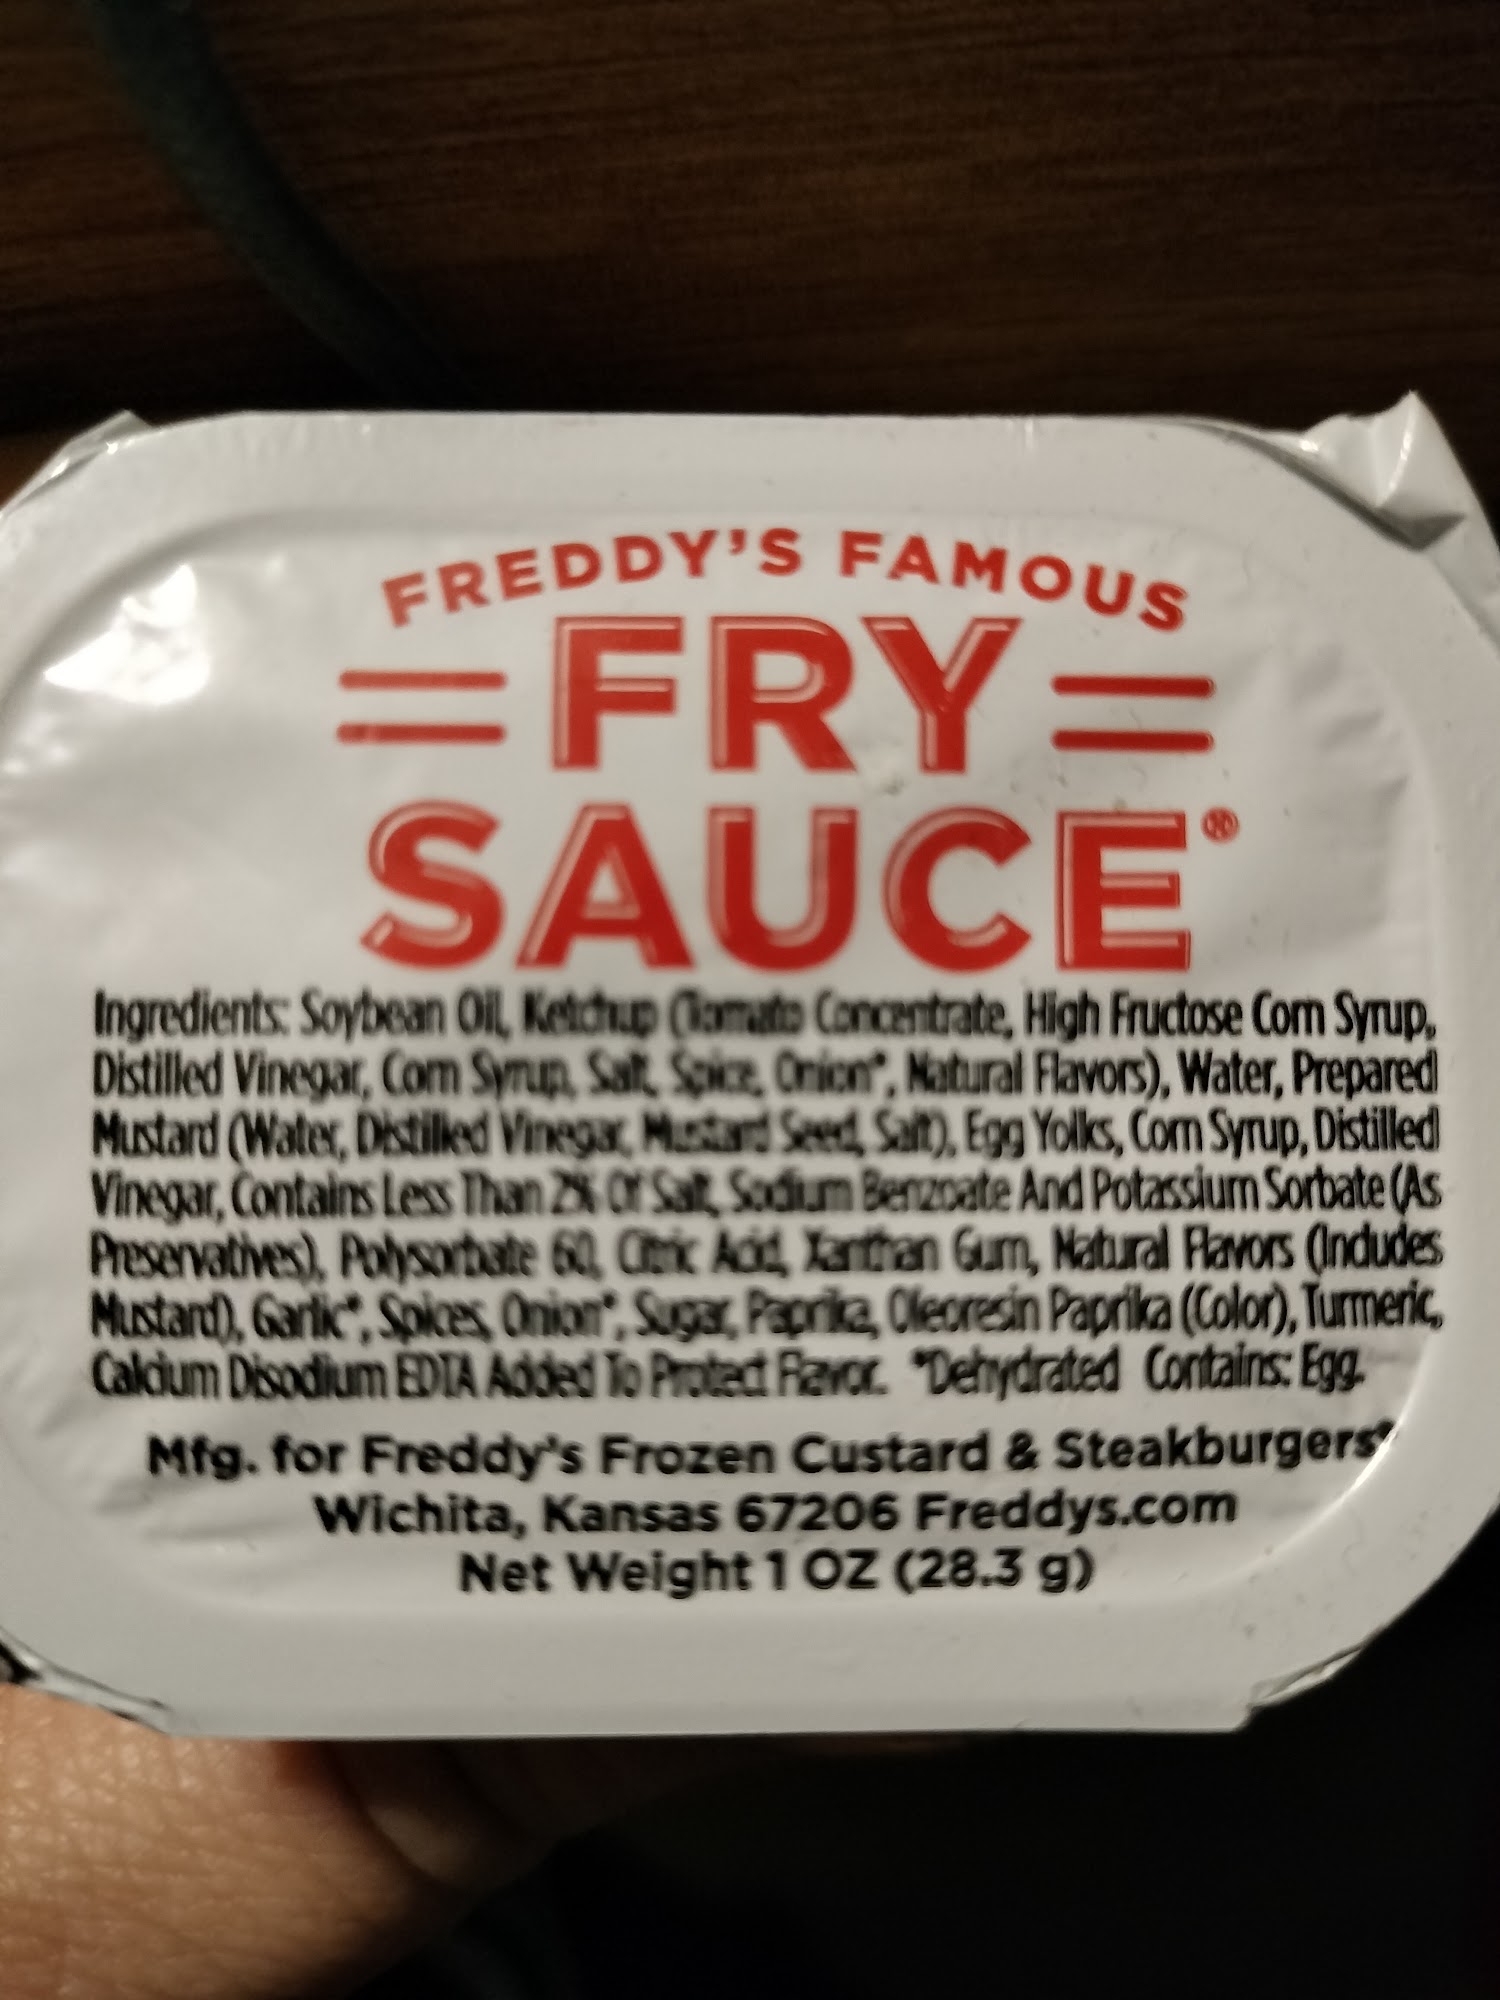 FREDDY'S FAMOUS
FRY
SAUCE®
Ingredients: Soybean Oil, Ketchup (Tomato Concentrate, High Fructose Corn Syrup,
Distilled Vinegar, Corn Syrup, Salt, Spice, Onion*, Natural Flavors), Water, Prepared
Mustard (Water, Distilled Vinegar, Mustard Seed, Salt), Egg Yolks, Corn Syrup, Distilled
Vinegar, Contains Less Than 2% Of Salt, Sodium Benzoate And Potassium Sorbate (As
Preservatives), Polysorbate 60, Citric Acid, Xanthan Gum, Natural Flavors (Includes
Mustard), Garlic*, Spices, Onion*, Sugar, Paprika, Oleoresin Paprika (Color), Turmeric,
Calcium Disodium EDTA Added To Protect Flavor. *Dehydrated Contains: Egg.
Mfg. for Freddy's Frozen Custard & Steakburgers®
Wichita, Kansas 67206 Freddys.com
Net Weight 1 OZ (28.3 g)